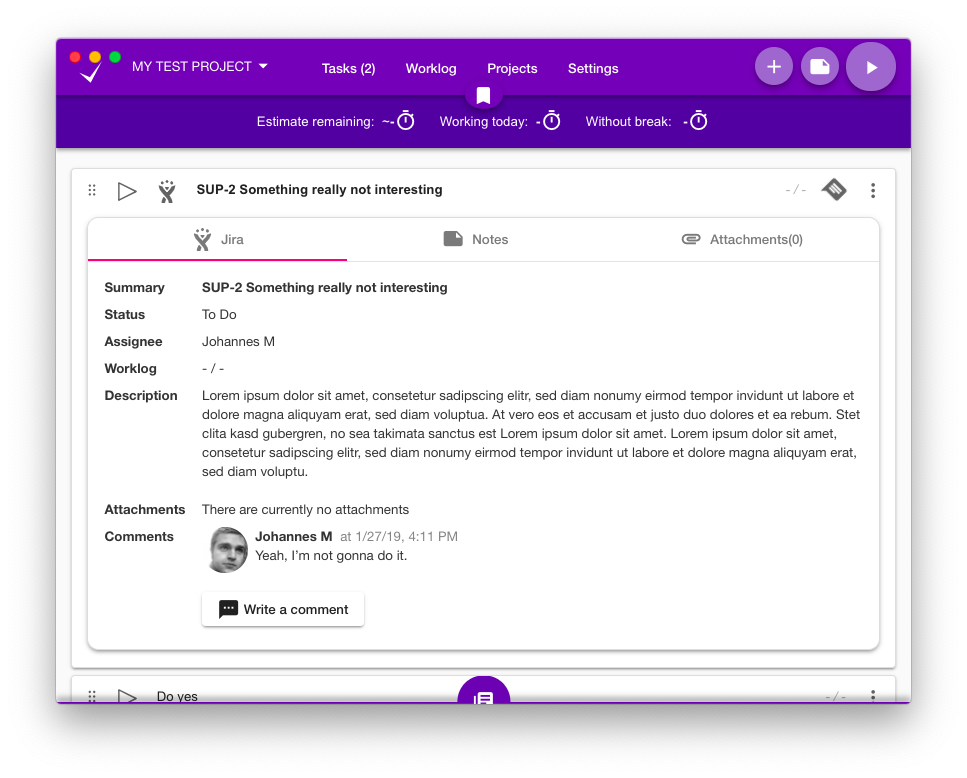 MY TEST PROJECT
Tasks (2) Worklog Projects Settings
Estimate remaining: ~- Working today: - Without break: -
SUP-2 Something really not interesting -/-
Jira Notes Attachments(0)
Summary SUP-2 Something really not interesting
Status To Do
Assignee Johannes M
Worklog - / -
Description Lorem ipsum dolor sit amet, consetetur sadipscing elitr, sed diam nonumy eirmod tempor invidunt ut labore et
dolore magna aliquyam erat, sed diam voluptua. At vero eos et accusam et justo duo dolores et ea rebum. Stet
clita kasd gubergren, no sea takimata sanctus est Lorem ipsum dolor sit amet. Lorem ipsum dolor sit amet,
consetetur sadipscing elitr, sed diam nonumy eirmod tempor invidunt ut labore et dolore magna aliquyam erat,
sed diam voluptu.
Attachments There are currently no attachments
Comments Johannes M at 1/27/19, 4:11 PM
Yeah, I'm not gonna do it.
Write a comment
Do yes -/-